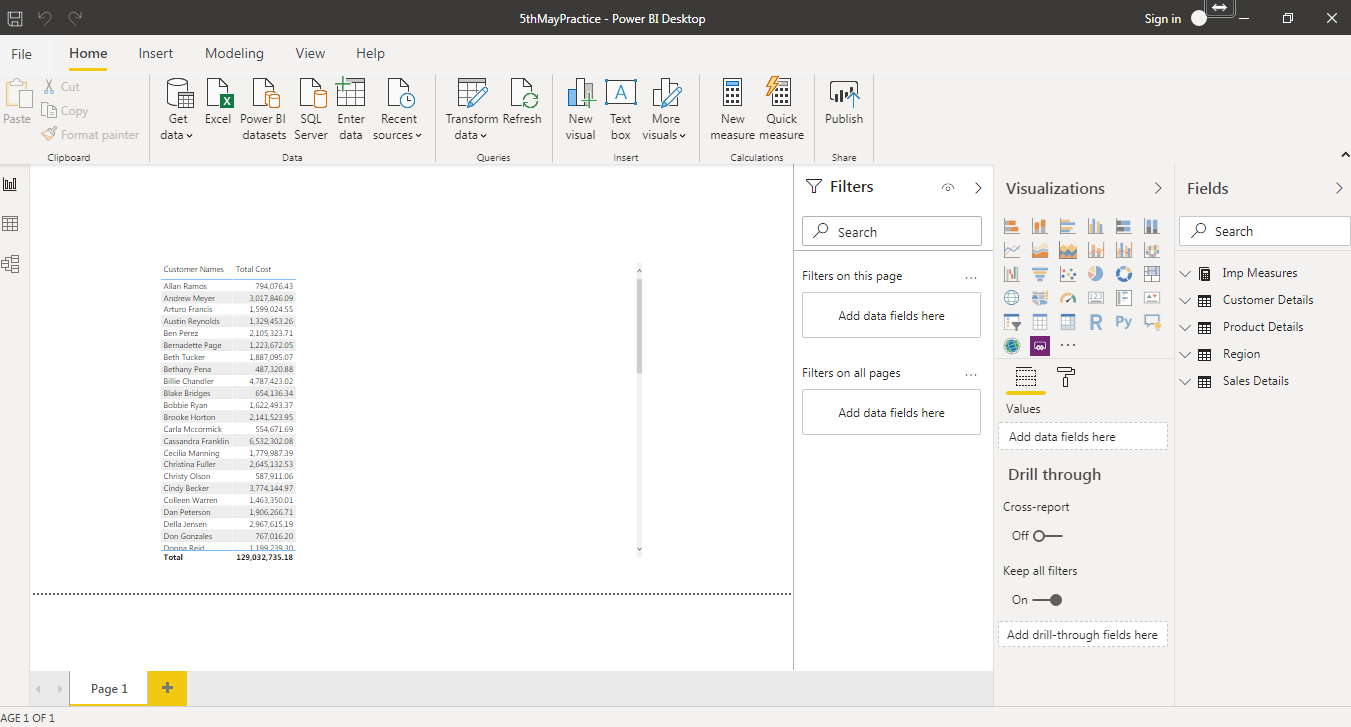 5thMayPractice - Power BI Desktop
Sign in
File Home Insert Modeling View Help
Paste
Cut
Copy
Format painter
Clipboard
Get data
Excel
Power BI datasets
SQL Server
Enter data
Recent sources
Data
Transform data
Refresh
Queries
New visual
Text box
More visuals
Insert
New measure
Quick measure
Calculations
Publish
Share
Customer Names Total Cost
Allan Ramos 794,076.43
Andrew Meyer 3,017,846.09
Arturo Francis 1,599,024.55
Austin Reynolds 1,329,453.26
Ben Perez 2,105,323.71
Bernadette Page 1,223,672.05
Beth Tucker 1,887,095.07
Bethany Pena 487,320.88
Billie Chandler 4,787,423.02
Blake Bridges 654,136.34
Bobbie Ryan 1,622,493.37
Brooke Horton 2,141,523.95
Carla Mccormick 554,671.69
Cassandra Franklin 6,532,302.08
Cecilia Manning 1,779,987.39
Christina Fuller 2,645,132.53
Christy Olson 587,911.06
Cindy Becker 3,774,144.97
Colleen Warren 1,463,350.01
Dan Peterson 1,906,266.71
Della Jensen 2,967,615.19
Don Gonzales 767,016.20
Donna Reid 1,199,239.30
Total 129,032,735.18
Filters
Search
Filters on this page ...
Add data fields here
Filters on all pages ...
Add data fields here
Visualizations
123
R
Py
...
Values
Add data fields here
Drill through
Cross-report
Off
Keep all filters
On
Add drill-through fields here
Fields
Search
Imp Measures
Customer Details
Product Details
Region
Sales Details
Page 1
AGE 1 OF 1